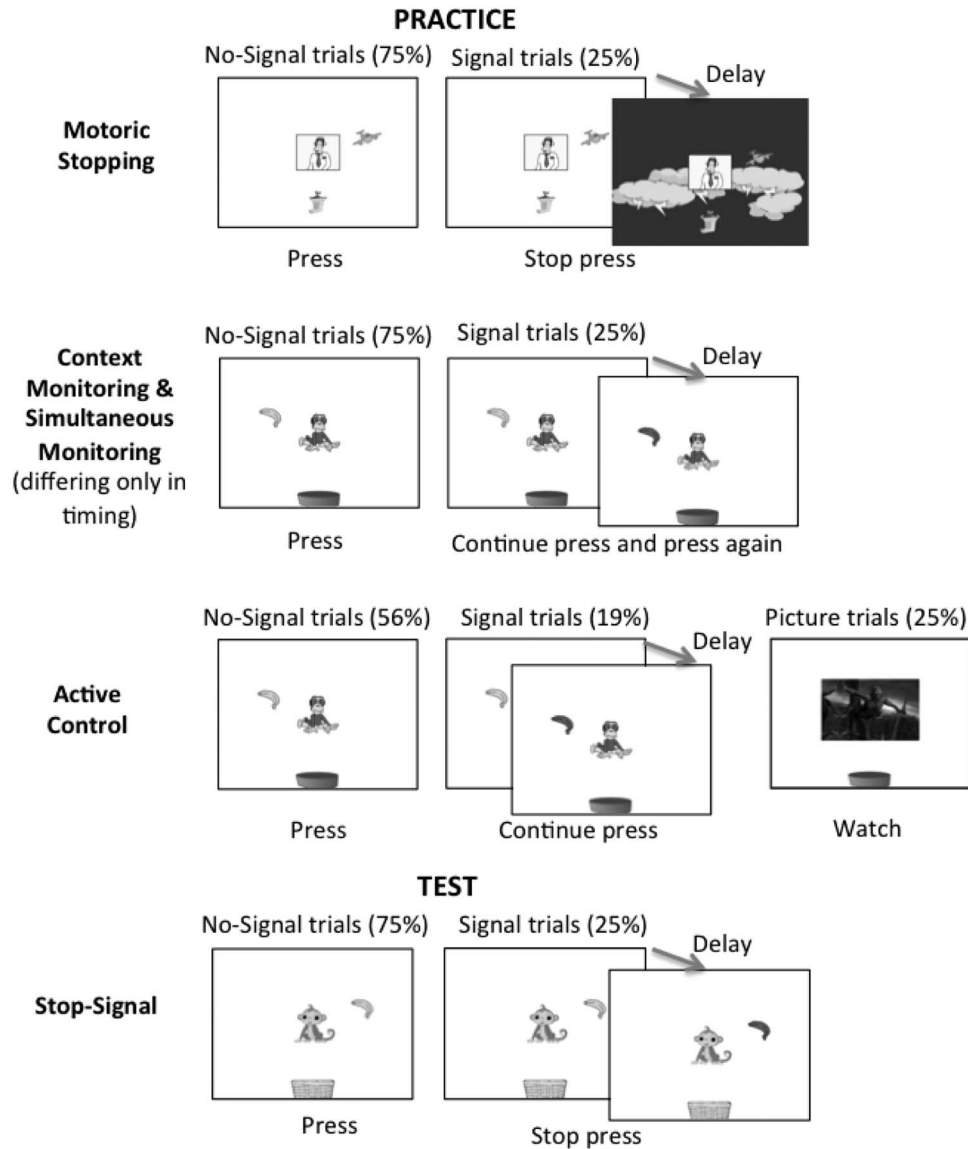 PRACTICE
No-Signal trials (75%)
Signal trials (25%)
Delay
Motoric
Stopping
Press
Stop press
No-Signal trials (75%)
Signal trials (25%)
Delay
Context
Monitoring &
Simultaneous
Monitoring
(differing only in
timing)
Press
Continue press and press again
No-Signal trials (56%)
Signal trials (19%)
Picture trials (25%)
Delay
Active
Control
Press
Continue press
Watch
TEST
No-Signal trials (75%)
Signal trials (25%)
Delay
Stop-Signal
Press
Stop press